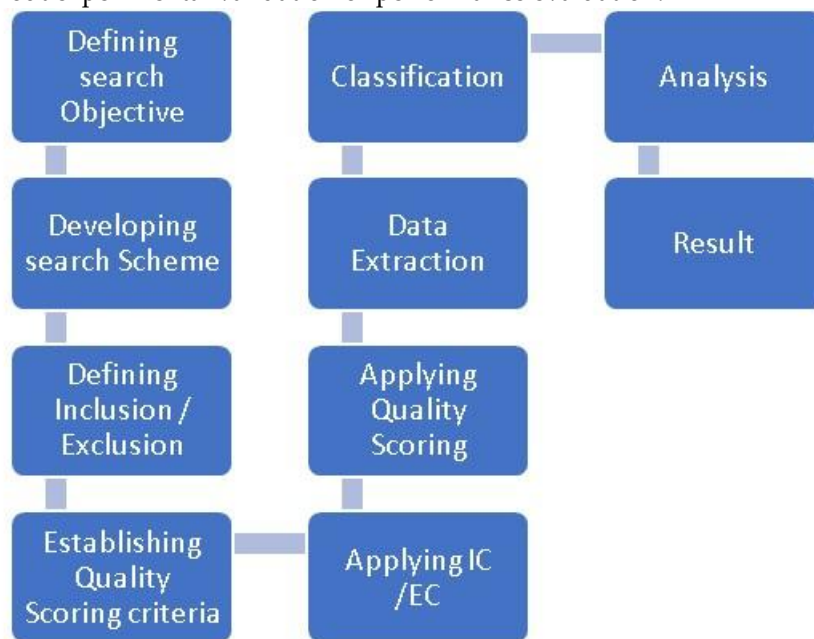 Defining
search
Objective
Developing
search Scheme
Defining
Inclusion /
Exclusion
Establishing
Quality
Scoring criteria
Applying IC
/EC
Applying
Quality
Scoring
Data
Extraction
Classification
Analysis
Result